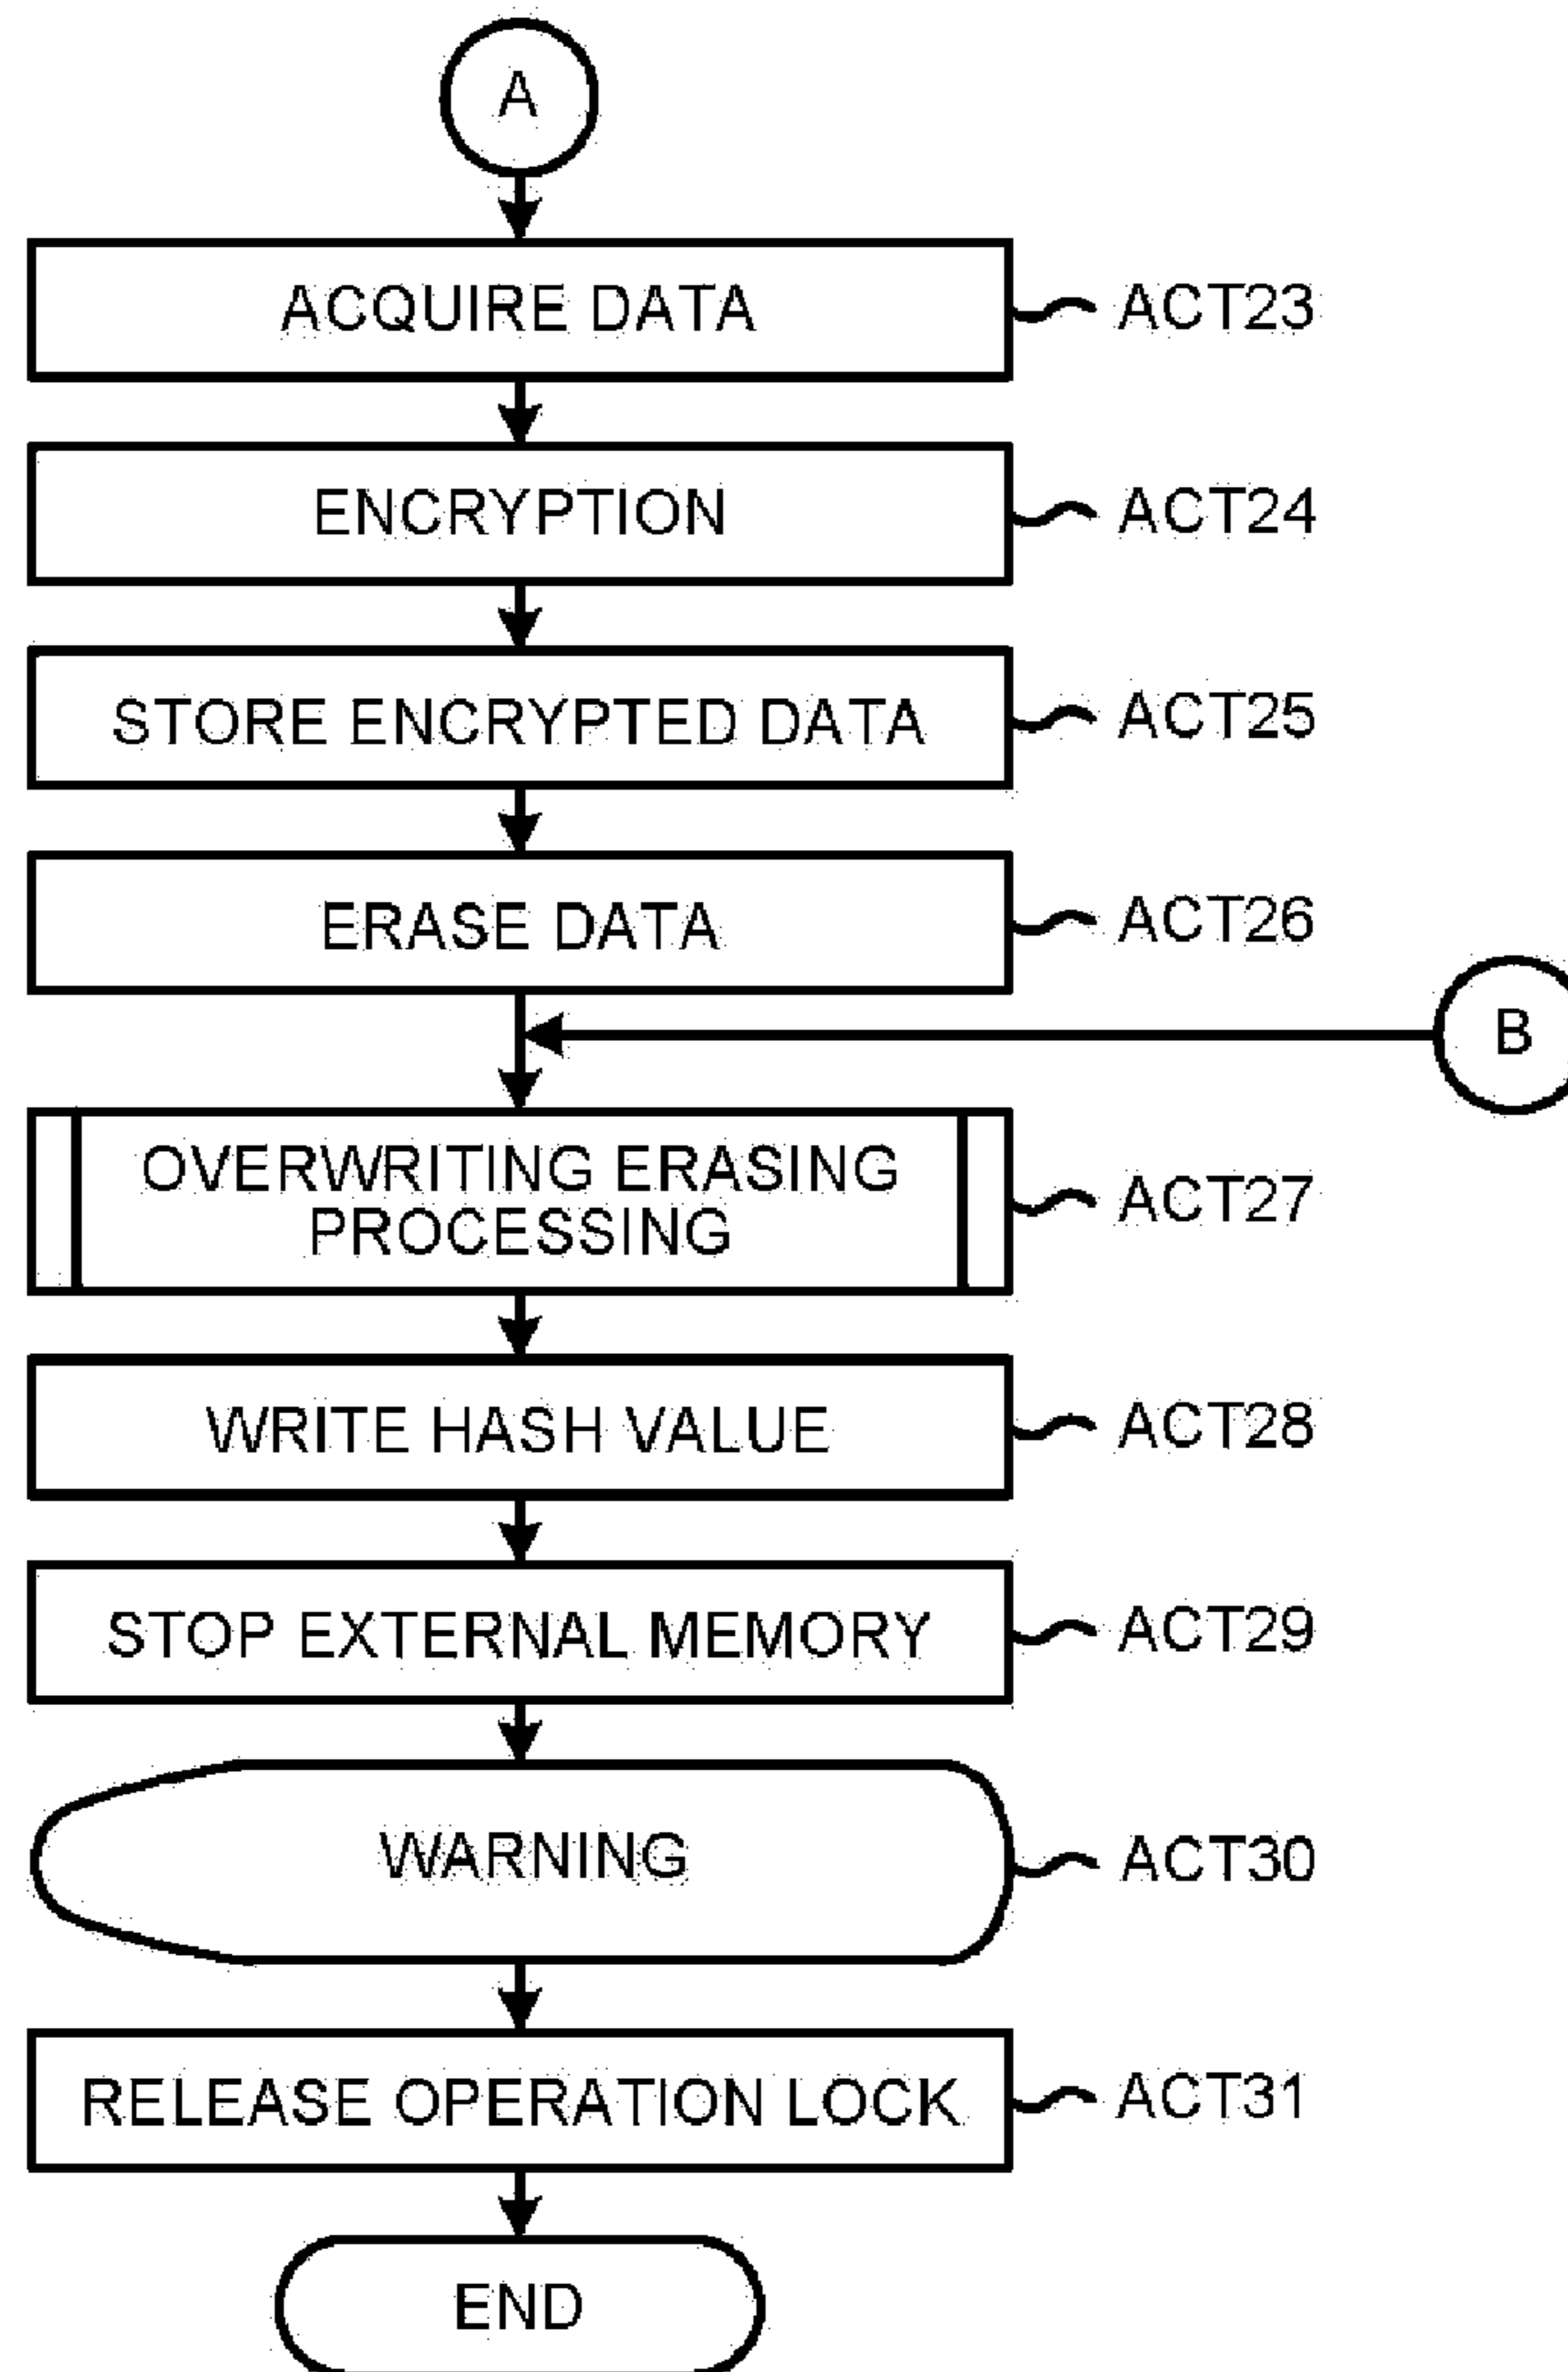 A
ACQUIRE DATA
ACT23
ENCRYPTION
ACT24
STORE ENCRYPTED DATA
ACT25
ERASE DATA
ACT26
B
OVERWRITING ERASING
PROCESSING
ACT27
WRITE HASH VALUE
ACT28
STOP EXTERNAL MEMORY
ACT29
WARNING
ACT30
RELEASE OPERATION LOCK
ACT31
END